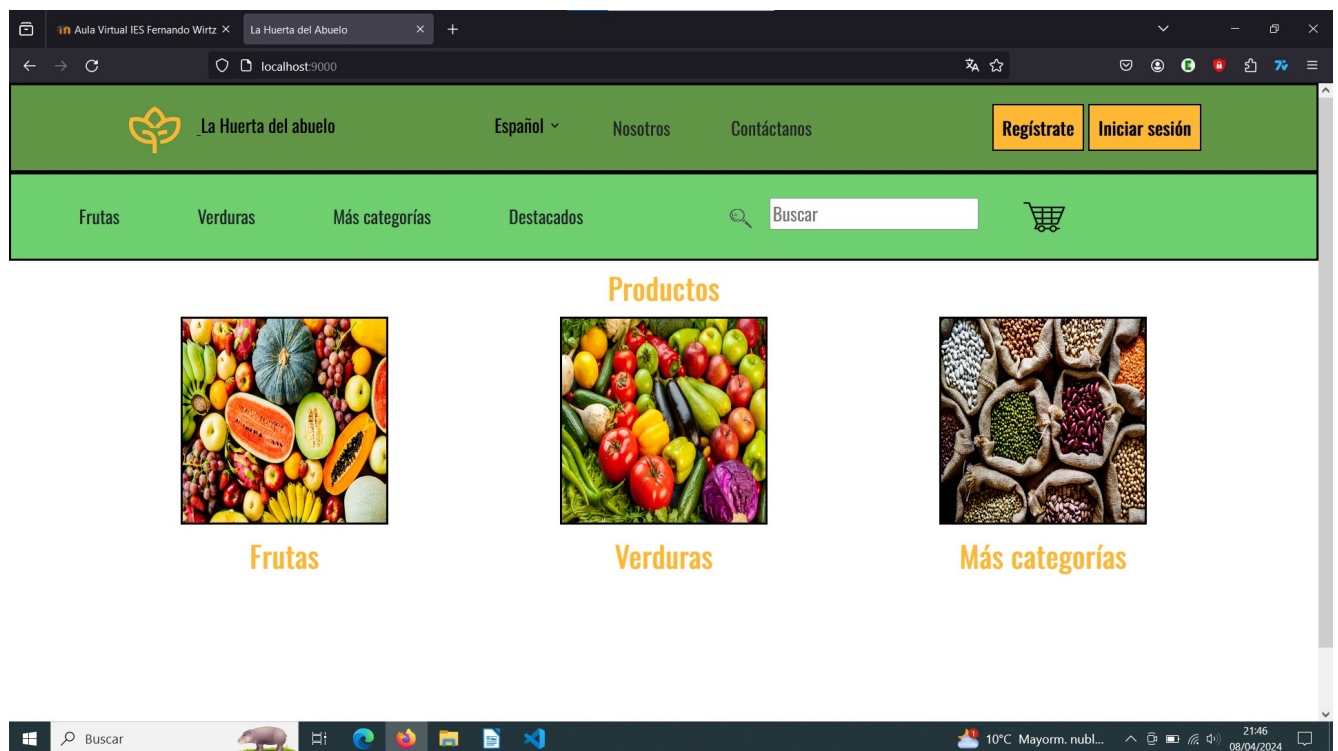 Aula Virtual IES Fernando Wirtz
La Huerta del Abuelo
localhost:9000
La Huerta del abuelo
Español
Nosotros
Contáctanos
Regístrate
Iniciar sesión
Frutas
Verduras
Más categorías
Destacados
Buscar
Productos
Frutas
Verduras
Más categorías
Buscar
10°C Mayorm. nubl...
21:46
08/04/2024